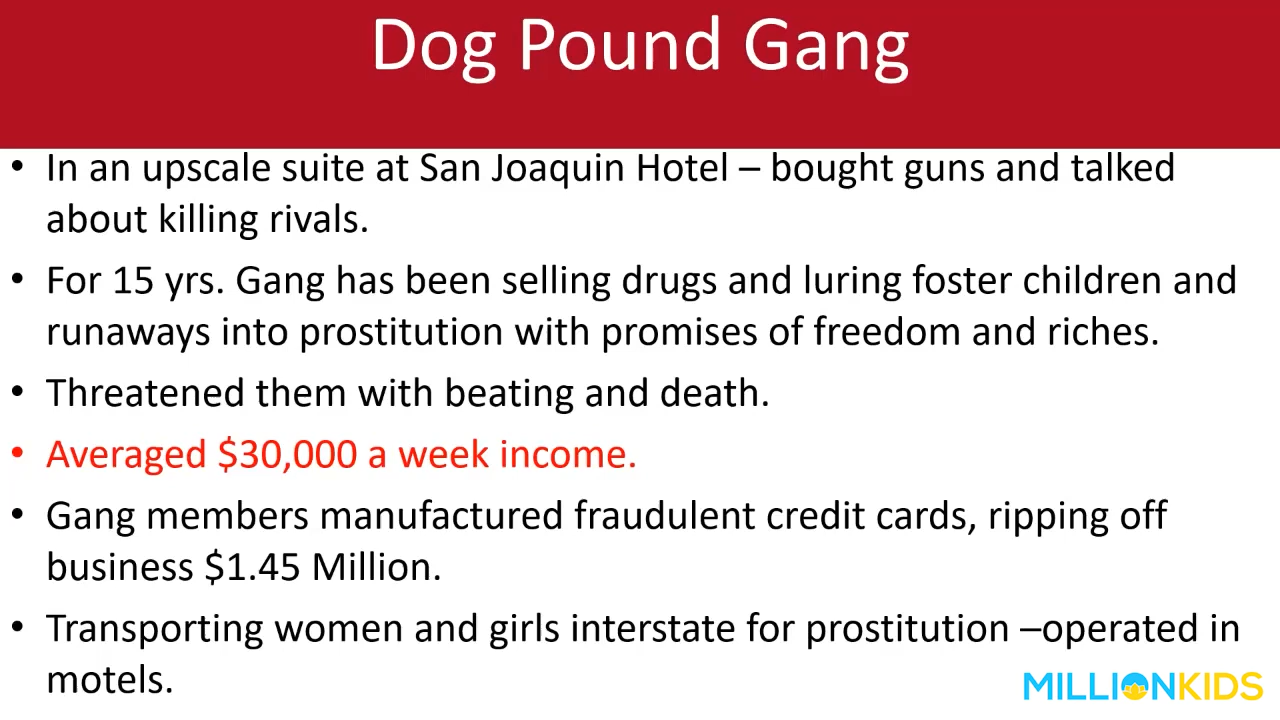 Dog Pound Gang
• In an upscale suite at San Joaquin Hotel – bought guns and talked
about killing rivals.
• For 15 yrs. Gang has been selling drugs and luring foster children and
runaways into prostitution with promises of freedom and riches.
• Threatened them with beating and death.
• Averaged $30,000 a week income.
• Gang members manufactured fraudulent credit cards, ripping off
business $1.45 Million.
• Transporting women and girls interstate for prostitution –operated in
motels.
MILLIONKIDS